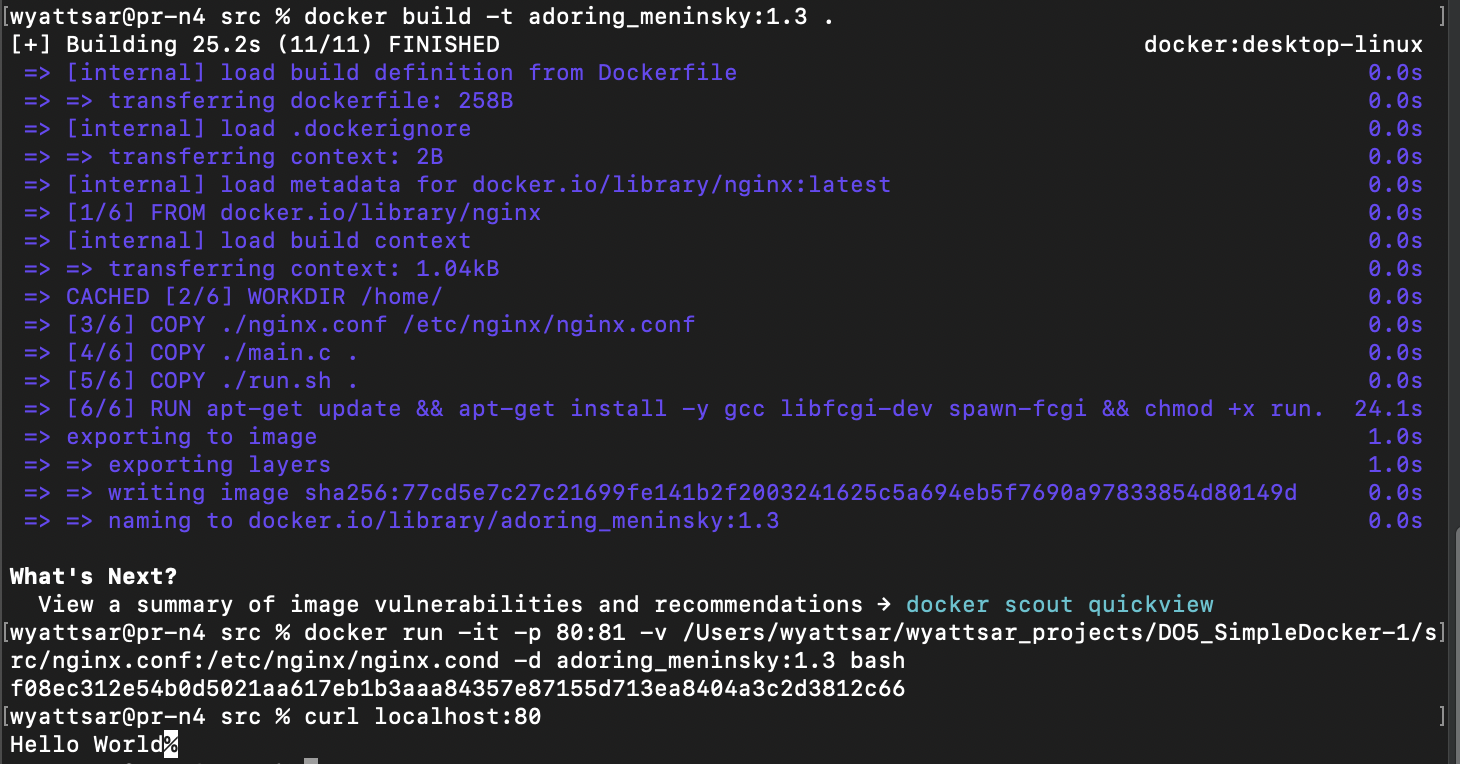 [wyattsar@pr-n4 src % docker build -t adoring_meninsky:1.3 . ]
[+] Building 25.2s (11/11) FINISHED docker:desktop-linux
=> [internal] load build definition from Dockerfile 0.0s
=> => transferring dockerfile: 258B 0.0s
=> [internal] load .dockerignore 0.0s
=> => transferring context: 2B 0.0s
=> [internal] load metadata for docker.io/library/nginx:latest 0.0s
=> [1/6] FROM docker.io/library/nginx 0.0s
=> [internal] load build context 0.0s
=> => transferring context: 1.04kB 0.0s
=> CACHED [2/6] WORKDIR /home/ 0.0s
=> [3/6] COPY ./nginx.conf /etc/nginx/nginx.conf 0.0s
=> [4/6] COPY ./main.c . 0.0s
=> [5/6] COPY ./run.sh . 0.0s
=> [6/6] RUN apt-get update && apt-get install -y gcc libfcgi-dev spawn-fcgi && chmod +x run. 24.1s
=> exporting to image 1.0s
=> => exporting layers 1.0s
=> => writing image sha256:77cd5e7c27c21699fe141b2f2003241625c5a694eb5f7690a97833854d80149d 0.0s
=> => naming to docker.io/library/adoring_meninsky:1.3 0.0s
What's Next?
View a summary of image vulnerabilities and recommendations → docker scout quickview
[wyattsar@pr-n4 src % docker run -it -p 80:81 -v /Users/wyattsar/wyattsar_projects/DO5_SimpleDocker-1/s]
rc/nginx.conf:/etc/nginx/nginx.cond -d adoring_meninsky:1.3 bash
f08ec312e54b0d5021aa617eb1b3aaa84357e87155d713ea8404a3c2d3812c66
[wyattsar@pr-n4 src % curl localhost:80 ]
Hello World%